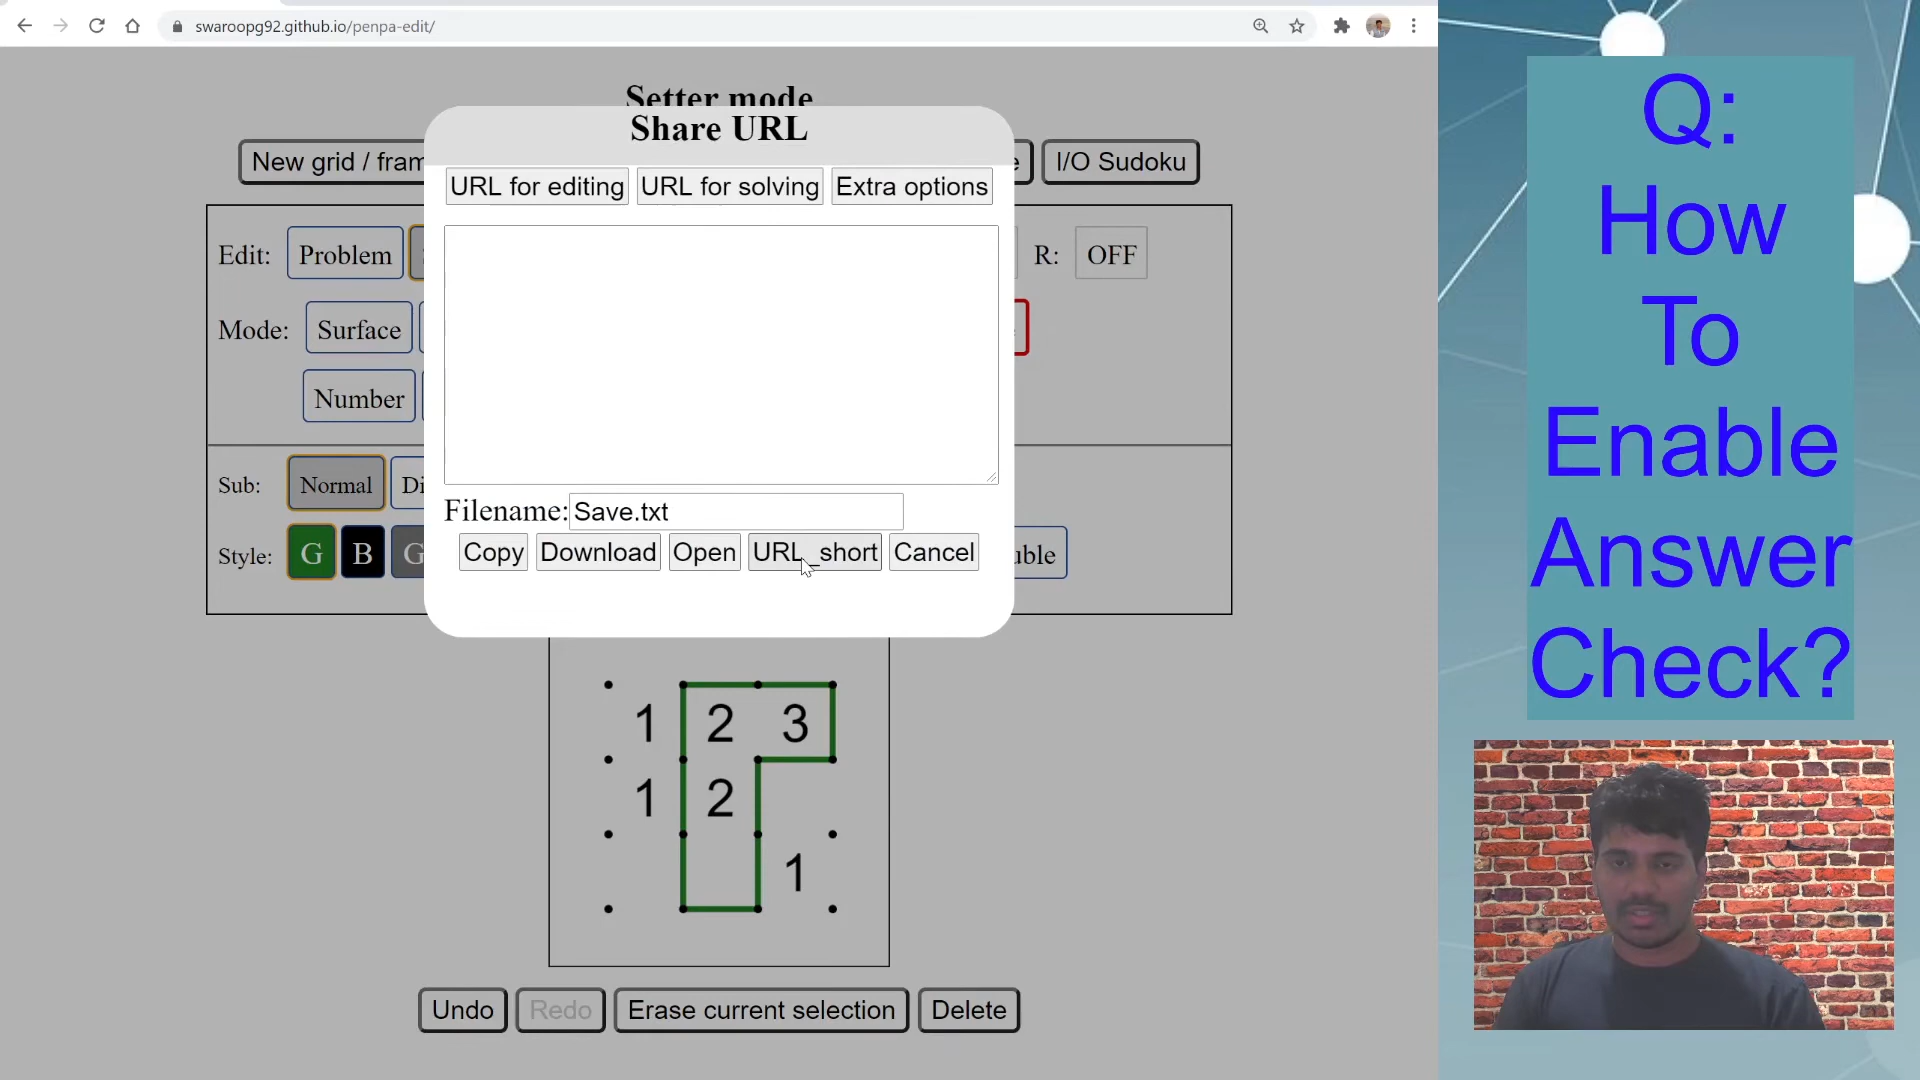 swaroopg92.github.io/penpa-edit/
Setter mode
Share URL
New grid / fram
I/O Sudoku
URL for editing
URL for solving
Extra options
Edit:
Problem
R:
OFF
Mode:
Surface
Number
Sub:
Normal
Di
Filename:
Save.txt
Style:
G
B
G
uble
Copy
Download
Open
URL_short
Cancel
1 2 3
1 2
1
Undo
Redo
Erase current selection
Delete
Q:
How
To
Enable
Answer
Check?